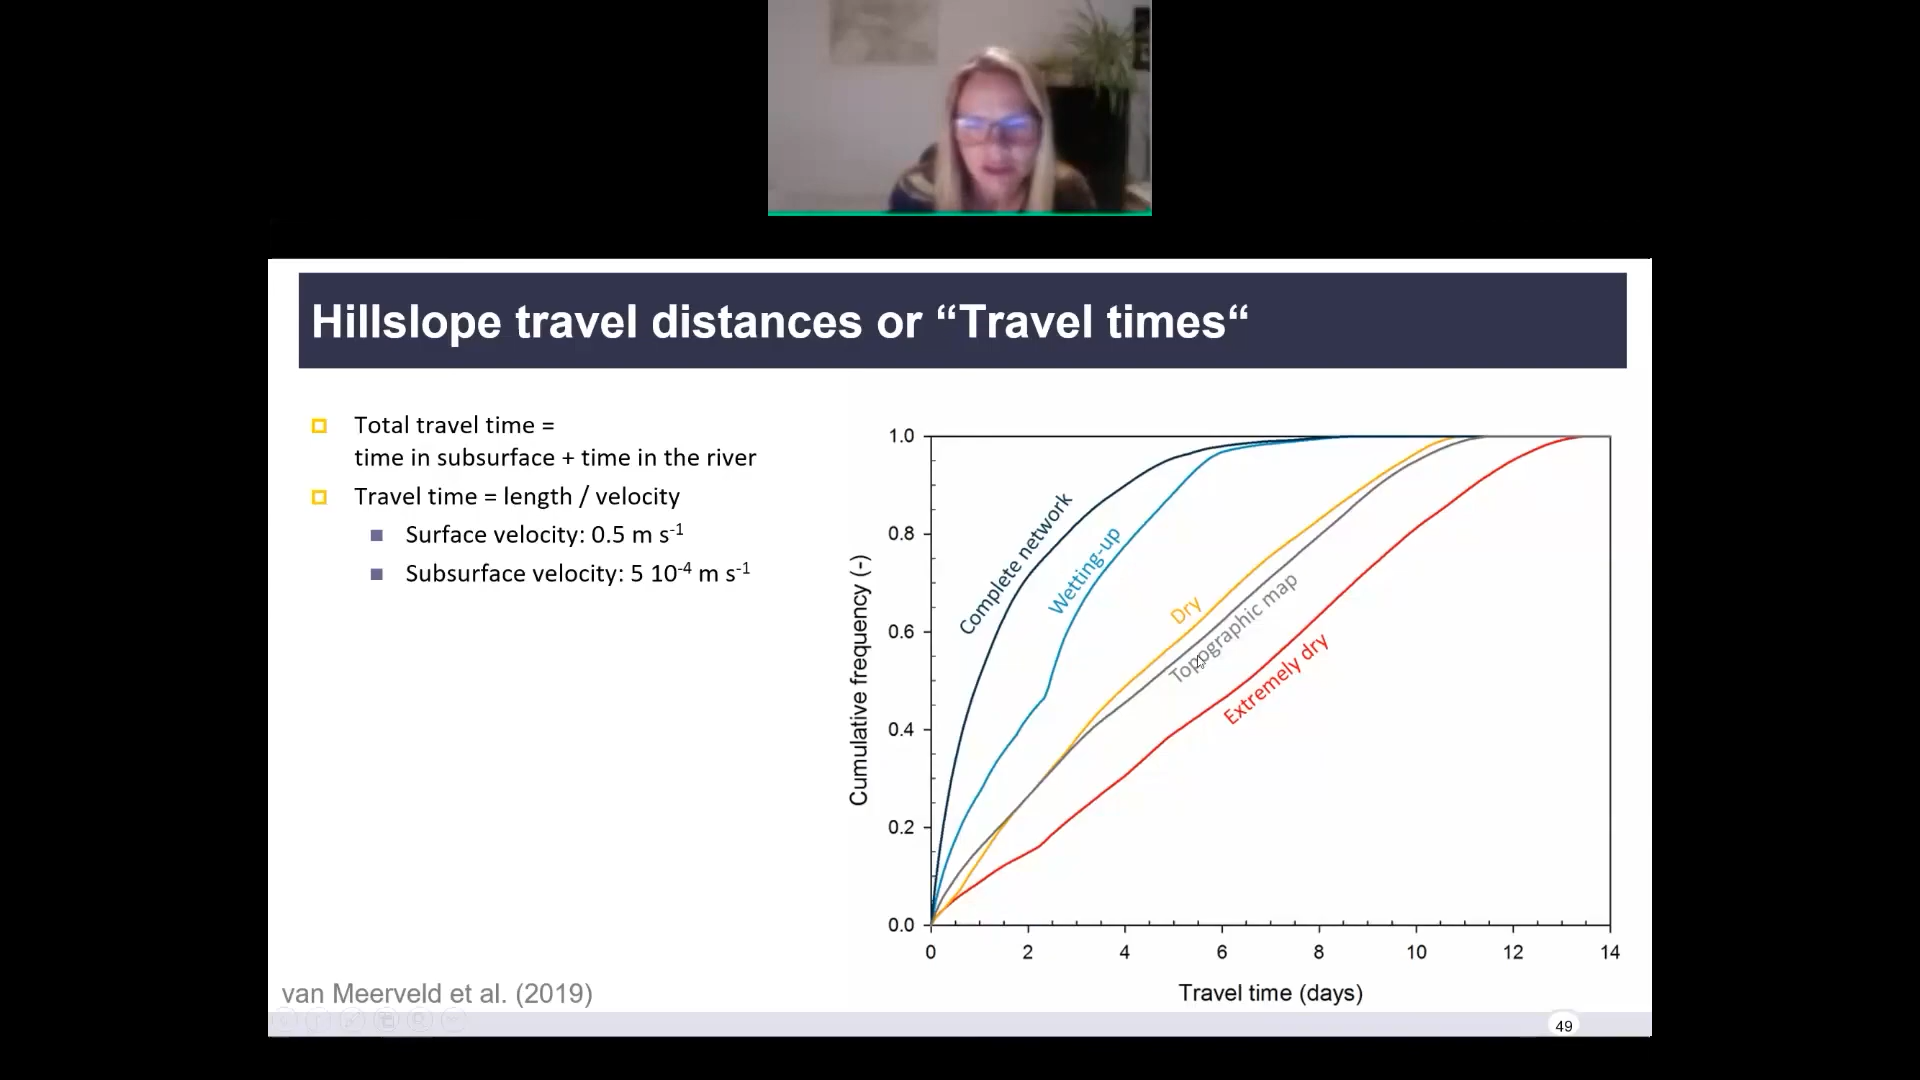 Hillslope travel distances or “Travel times“
Total travel time =
time in subsurface + time in the river
Travel time = length / velocity
Surface velocity: 0.5 m s-1
Subsurface velocity: 5 10-4 m s-1
van Meerveld et al. (2019)
Cumulative frequency (-)
1.0
0.8
0.6
0.4
0.2
0.0
Complete network
Wetting-up
Dry
Topographic map
Extremely dry
0 2 4 6 8 10 12 14
Travel time (days)
49